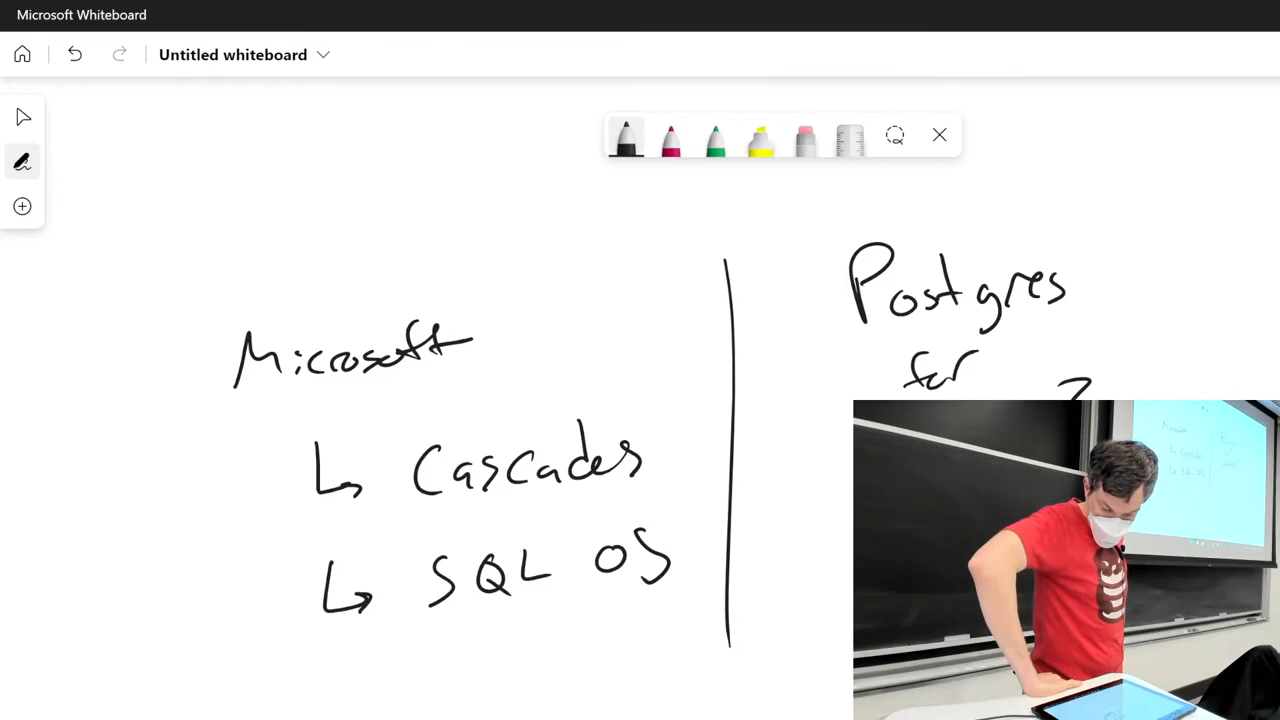 Microsoft Whiteboard
Untitled whiteboard
Microsoft
↳ Cascades
↳ SQL OS
Postgres
for
?